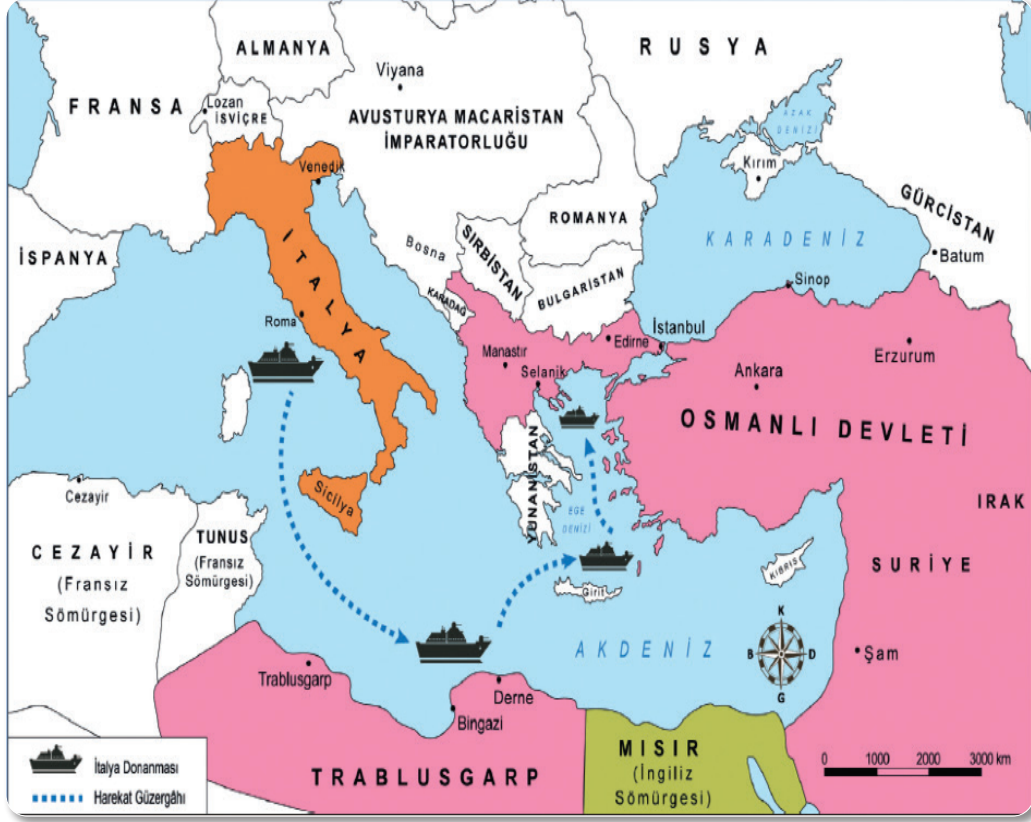 ALMANYA
RUSYA
Viyana
FRANSA
Lozan
İSVİÇRE
AVUSTURYA MACARİSTAN
İMPARATORLUĞU
AZAK
DENİZİ
Kırım
Venedik
GÜRCİSTAN
ROMANYA
KARADENİZ
İSPANYA
Bosna
SIRBİSTAN
Batum
BULGARİSTAN
Sinop
KARADAĞ
İTALYA
Roma
Edirne
İstanbul
Manastır
Erzurum
Selanik
Ankara
OSMANLI DEVLETİ
YUNANİSTAN
Sicilya
Cezayir
IRAK
EGE
DENİZİ
TUNUS
(Fransız
Sömürgesi)
CEZAYİR
(Fransız
Sömürgesi)
KIBRIS
SURİYE
Girit
K
B
D
G
AKDENİZ
Şam
Trablusgarp
Derne
Bingazi
MISIR
(İngiliz
Sömürgesi)
TRABLUSGARP
0 1000 2000 3000 km
İtalya Donanması
Harekat Güzergâhı